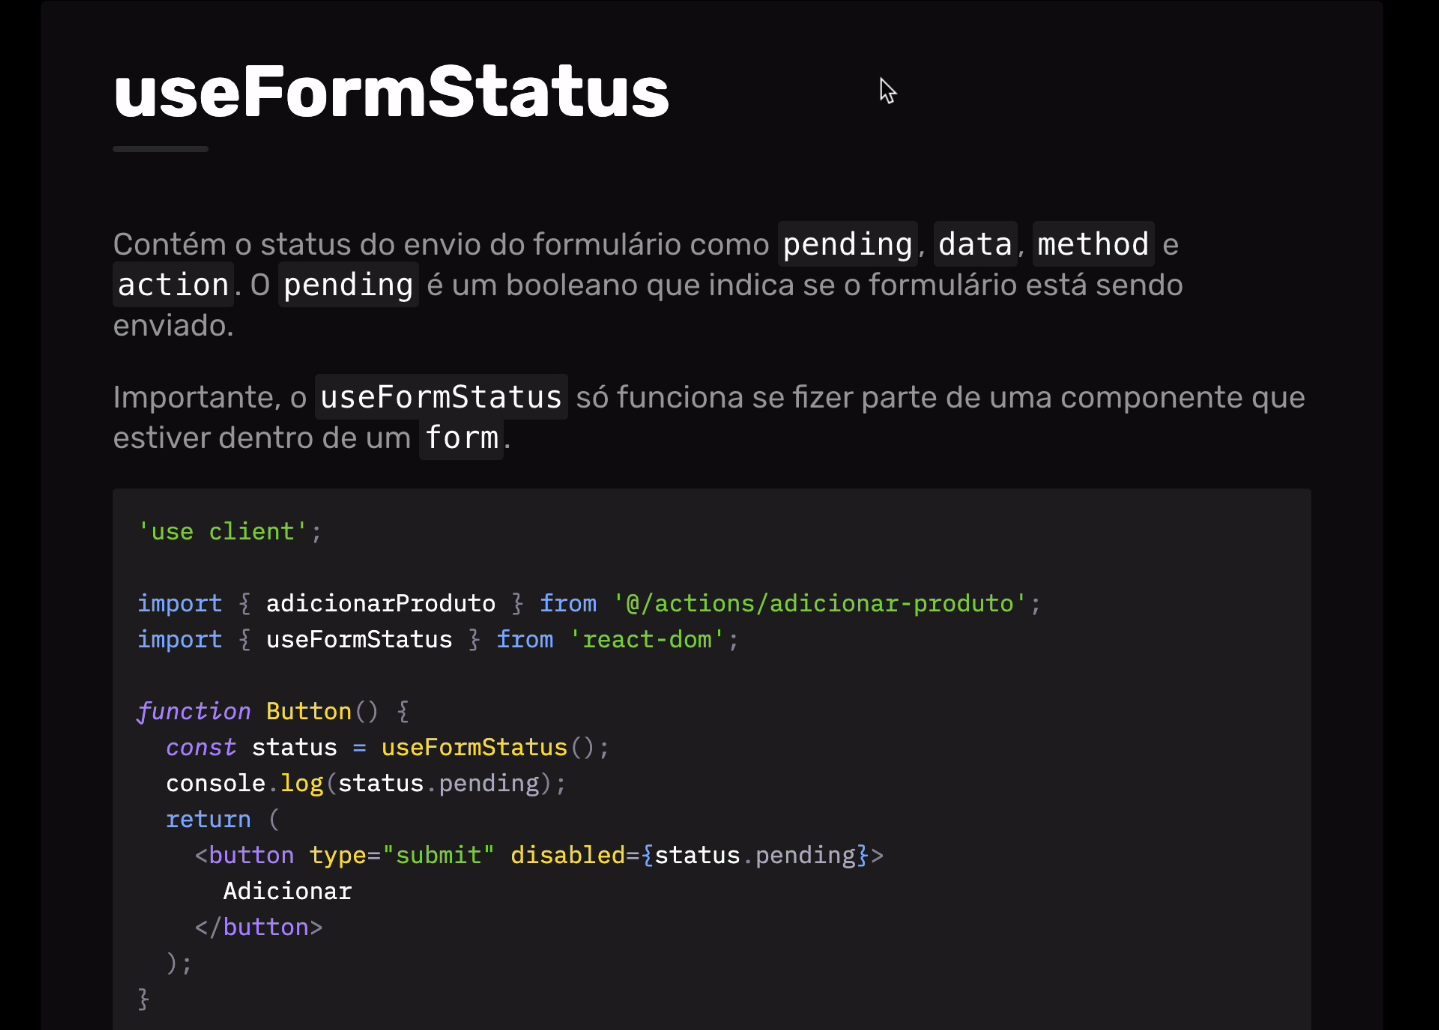 useFormStatus
Contém o status do envio do formulário como pending, data, method e
action. O pending é um booleano que indica se o formulário está sendo
enviado.
Importante, o useFormStatus só funciona se fizer parte de uma componente que
estiver dentro de um form.
'use client';
import { adicionarProduto } from '@/actions/adicionar-produto';
import { useFormStatus } from 'react-dom';
function Button() {
  const status = useFormStatus();
  console.log(status.pending);
  return (
    <button type="submit" disabled={status.pending}>
      Adicionar
    </button>
  );
}